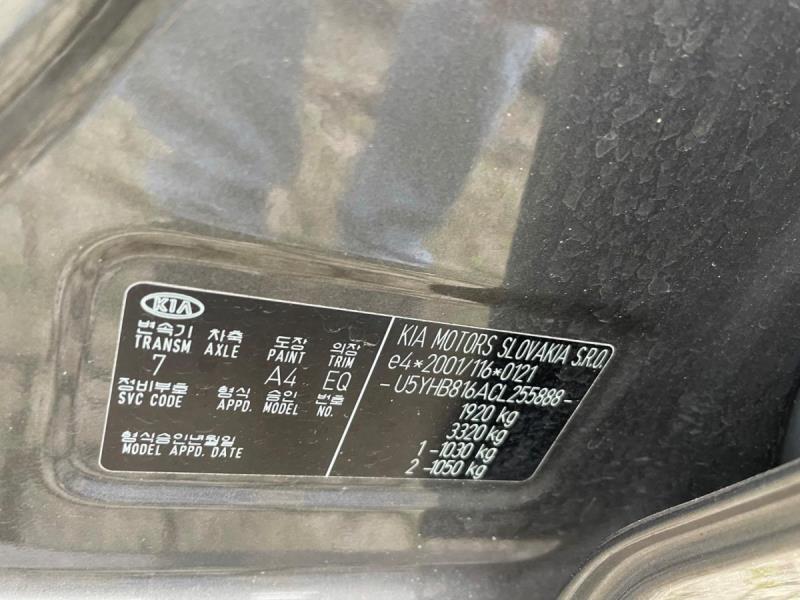 KIA
변속기 차축 도장 의장
TRANSM. AXLE PAINT TRIM
7 A4 EQ
정비부호 형식 승인 번호
SVC CODE APPD. MODEL NO.
형식승인년월일
MODEL APPD. DATE
KIA MOTORS SLOVAKIA S.R.O.
e4*2001/116*0121
-U5YHB816ACL255888-
1920 kg
3320 kg
1-1030 kg
2-1050 kg